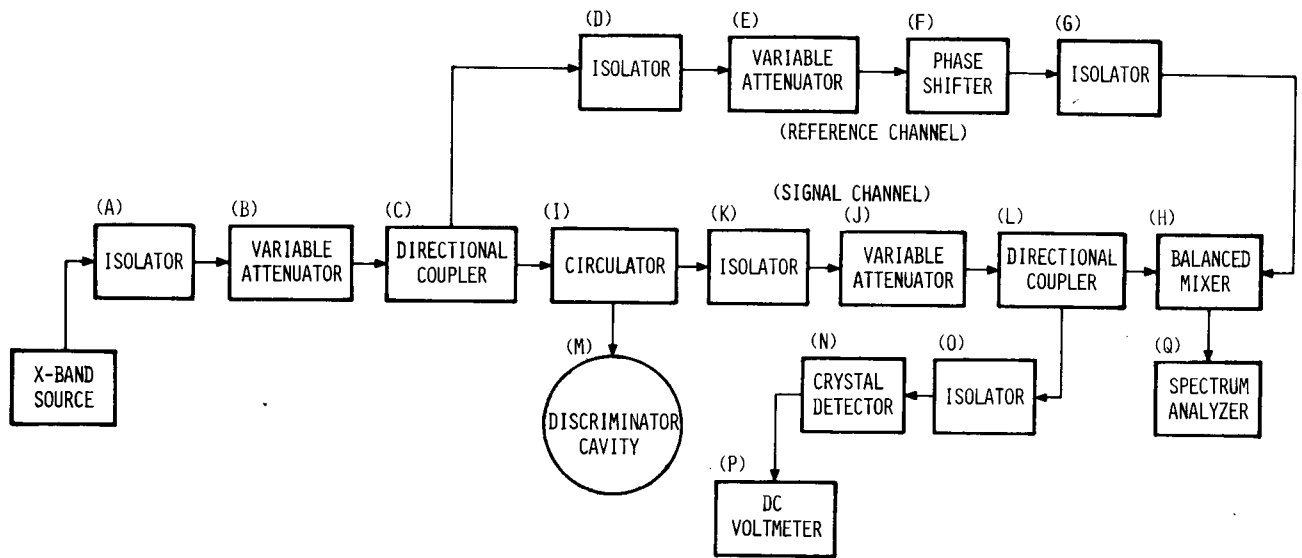 (D)
(E)
(F)
(G)
ISOLATOR
VARIABLE
ATTENUATOR
PHASE
SHIFTER
ISOLATOR
(REFERENCE CHANNEL)
(SIGNAL CHANNEL)
(A)
(B)
(C)
(I)
(K)
(J)
(L)
(H)
ISOLATOR
VARIABLE
ATTENUATOR
DIRECTIONAL
COUPLER
CIRCULATOR
ISOLATOR
VARIABLE
ATTENUATOR
DIRECTIONAL
COUPLER
BALANCED
MIXER
(M)
(N)
(O)
(Q)
X-BAND
SOURCE
DISCRIMINATOR
CAVITY
CRYSTAL
DETECTOR
ISOLATOR
SPECTRUM
ANALYZER
(P)
DC
VOLTMETER